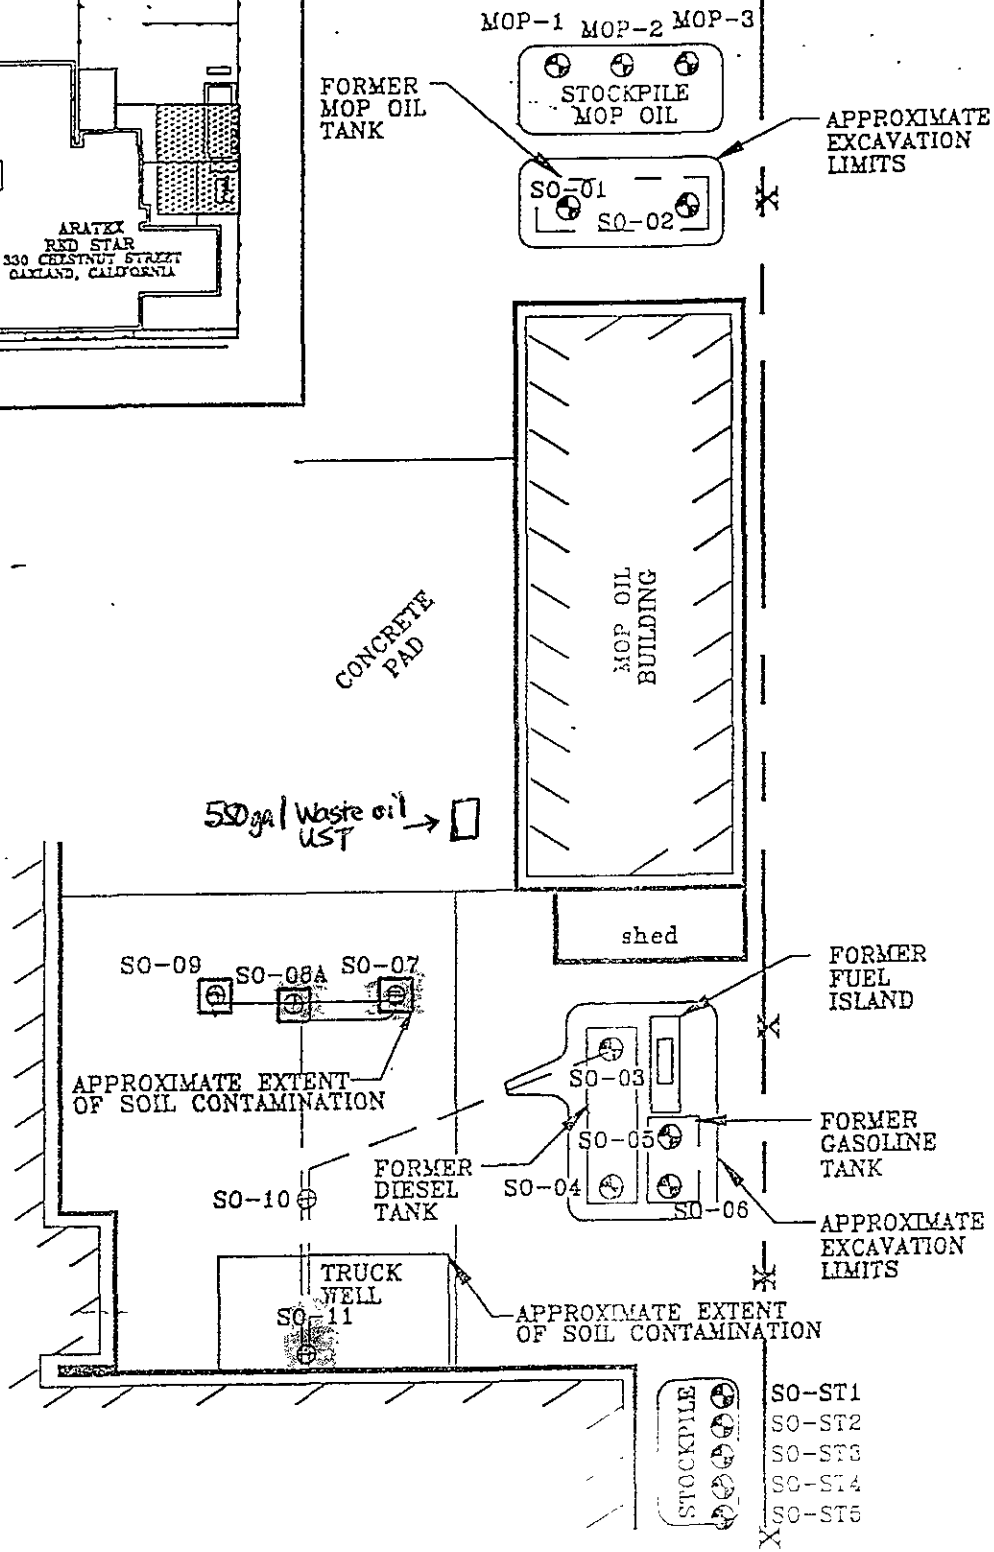 MOP-1 MOP-2 MOP-3
STOCKPILE
MOP OIL
FORMER
MOP OIL
TANK
APPROXIMATE
EXCAVATION
LIMITS
SO-01
SO-02
ARATEX
RED STAR
330 CHESTNUT STREET
OAKLAND, CALIFORNIA
MOP OIL
BUILDING
CONCRETE
PAD
550 gal Waste oil
UST
shed
SO-09
SO-08A
SO-07
FORMER
FUEL
ISLAND
APPROXIMATE EXTENT
OF SOIL CONTAMINATION
SO-03
SO-05
FORMER
GASOLINE
TANK
FORMER
DIESEL
TANK
SO-04
SO-06
SO-10
APPROXIMATE
EXCAVATION
LIMITS
TRUCK
WELL
SO-11
APPROXIMATE EXTENT
OF SOIL CONTAMINATION
STOCKPILE
SO-ST1
SO-ST2
SO-ST3
SO-ST4
SO-ST5